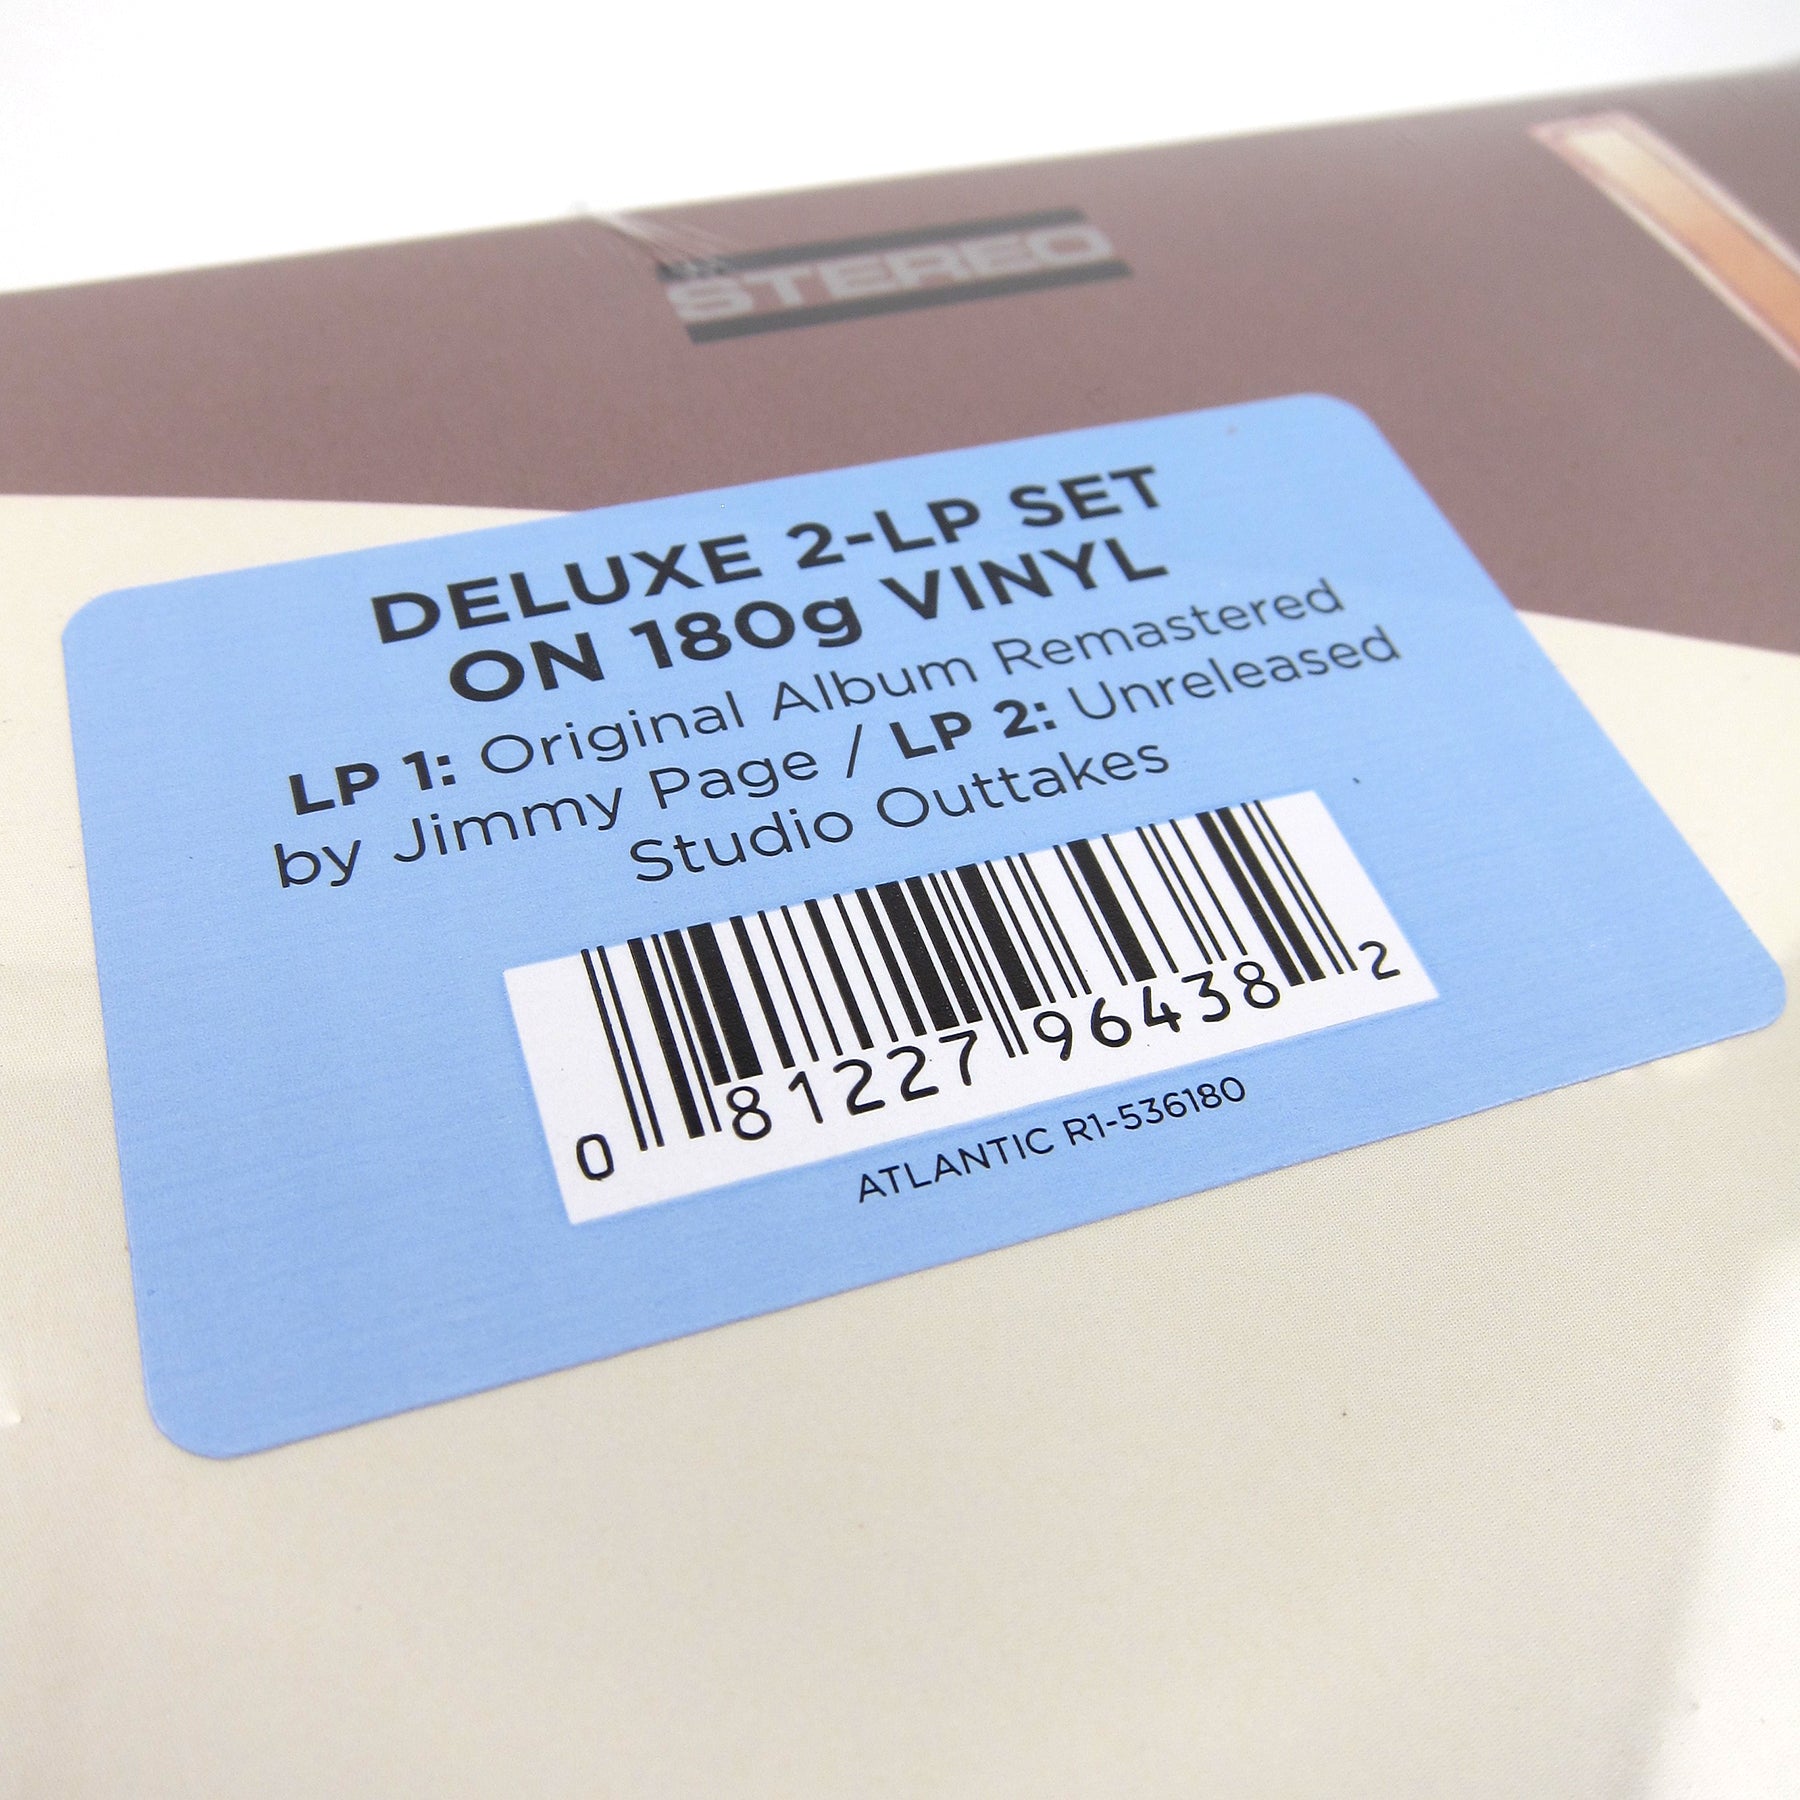 STEREO
DELUXE 2-LP SET
ON 180g VINYL
LP 1: Original Album Remastered
by Jimmy Page / LP 2: Unreleased
Studio Outtakes
0 81227 96438 2
ATLANTIC R1-536180